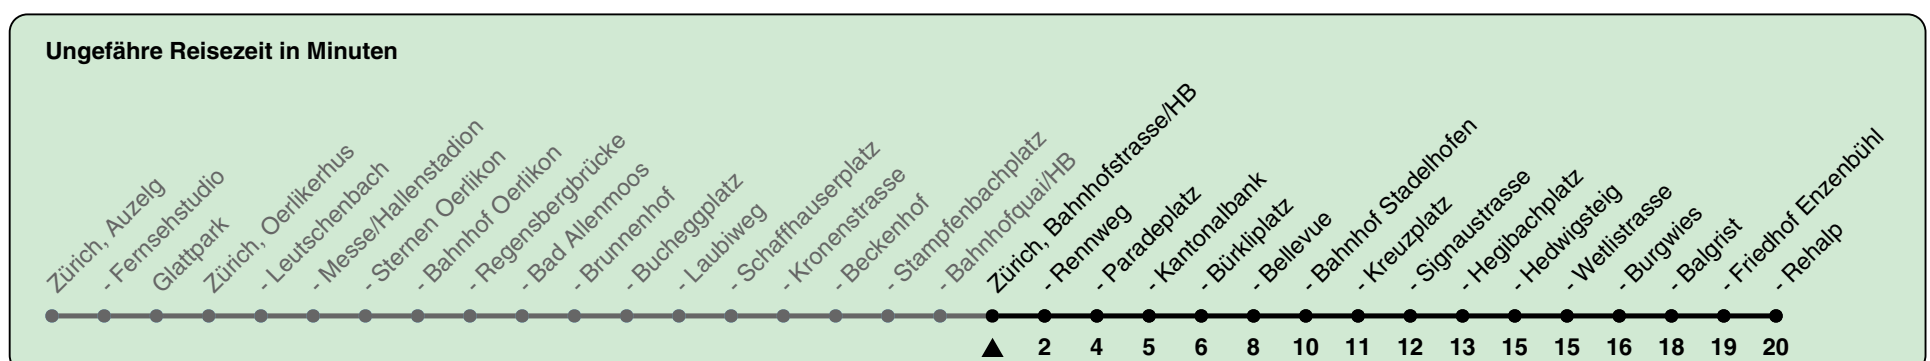 Ungefähre Reisezeit in Minuten
Zürich, Auzelg
- Fernsehstudio
Glattpark
Zürich, Oerlikerhus
- Leutschenbach
- Messe/Hallenstadion
- Sternen Oerlikon
- Bahnhof Oerlikon
- Regensbergbrücke
- Bad Allenmoos
- Brunnenhof
- Bucheggplatz
- Laubiweg
- Schaffhauserplatz
- Kronenstrasse
- Beckenhof
- Stampfenbachplatz
- Bahnhofquai/HB
Zürich, Bahnhofstrasse/HB
- Rennweg
- Paradeplatz
- Kantonalbank
- Bürkliplatz
- Bellevue
- Bahnhof Stadelhofen
- Kreuzplatz
- Signaustrasse
- Hegibachplatz
- Hedwigsteig
- Wetlistrasse
- Burgwies
- Balgrist
- Friedhof Enzenbühl
- Rehalp
2 4 5 6 8 10 11 12 13 15 15 16 18 19 20